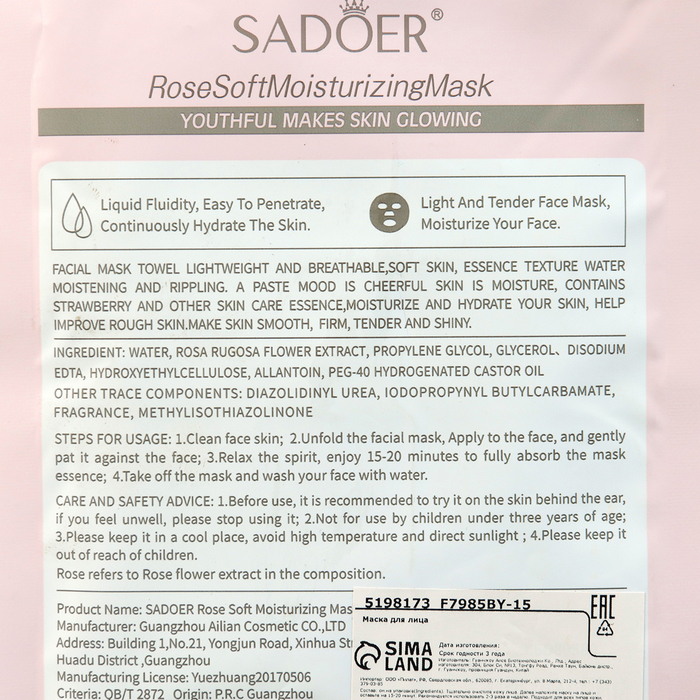 SADOER®
RoseSoftMoisturizingMask
YOUTHFUL MAKES SKIN GLOWING
Liquid Fluidity, Easy To Penetrate,
Continuously Hydrate The Skin.
Light And Tender Face Mask,
Moisturize Your Face.
FACIAL MASK TOWEL LIGHTWEIGHT AND BREATHABLE,SOFT SKIN, ESSENCE TEXTURE WATER
MOISTENING AND RIPPLING. A PASTE MOOD IS CHEERFUL SKIN IS MOISTURE, CONTAINS
STRAWBERRY AND OTHER SKIN CARE ESSENCE,MOISTURIZE AND HYDRATE YOUR SKIN, HELP
IMPROVE ROUGH SKIN.MAKE SKIN SMOOTH, FIRM, TENDER AND SHINY.
INGREDIENT: WATER, ROSA RUGOSA FLOWER EXTRACT, PROPYLENE GLYCOL, GLYCEROL、DISODIUM
EDTA, HYDROXYETHYLCELLULOSE, ALLANTOIN, PEG-40 HYDROGENATED CASTOR OIL
OTHER TRACE COMPONENTS: DIAZOLIDINYL UREA, IODOPROPYNYL BUTYLCARBAMATE,
FRAGRANCE, METHYLISOTHIAZOLINONE
STEPS FOR USAGE: 1.Clean face skin; 2.Unfold the facial mask, Apply to the face, and gently
pat it against the face; 3.Relax the spirit, enjoy 15-20 minutes to fully absorb the mask
essence; 4.Take off the mask and wash your face with water.
CARE AND SAFETY ADVICE: 1.Before use, it is recommended to try it on the skin behind the ear,
if you feel unwell, please stop using it; 2.Not for use by children under three years of age;
3.Please keep it in a cool place, avoid high temperature and direct sunlight ; 4.Please keep it
out of reach of children.
Rose refers to Rose flower extract in the composition.
Product Name: SADOER Rose Soft Moisturizing Mas
Manufacturer: Guangzhou Ailian Cosmetic CO.,LTD
Address: Building 1,No.21, Yongjun Road, Xinhua St
Huadu District ,Guangzhou
Manufacturing License: Yuezhuang20170506
Criteria: QB/T 2872 Origin: P.R.C Guangzhou
5198173 F7985BY-15
EAC
Маска для лица
SIMA
LAND
Дата изготовления:
Срок годности 3 года